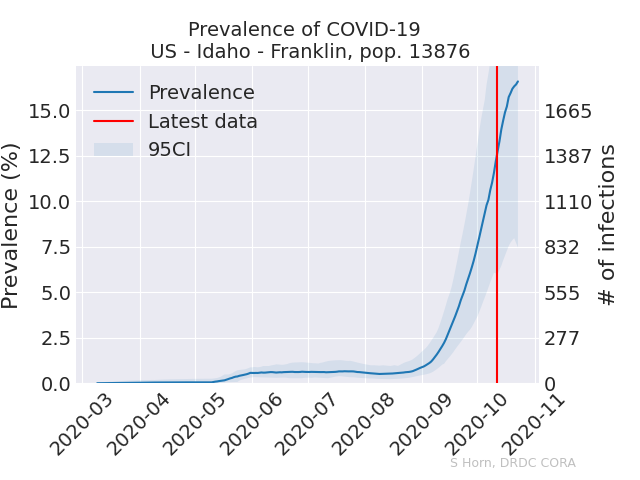 Prevalence of COVID-19
US - Idaho - Franklin, pop. 13876
Prevalence
Latest data
95CI
Prevalence (%)
15.0
12.5
10.0
7.5
5.0
2.5
0.0
1665
1387
1110
832
555
277
0
# of infections
2020-03
2020-04
2020-05
2020-06
2020-07
2020-08
2020-09
2020-10
2020-11
S Horn, DRDC CORA